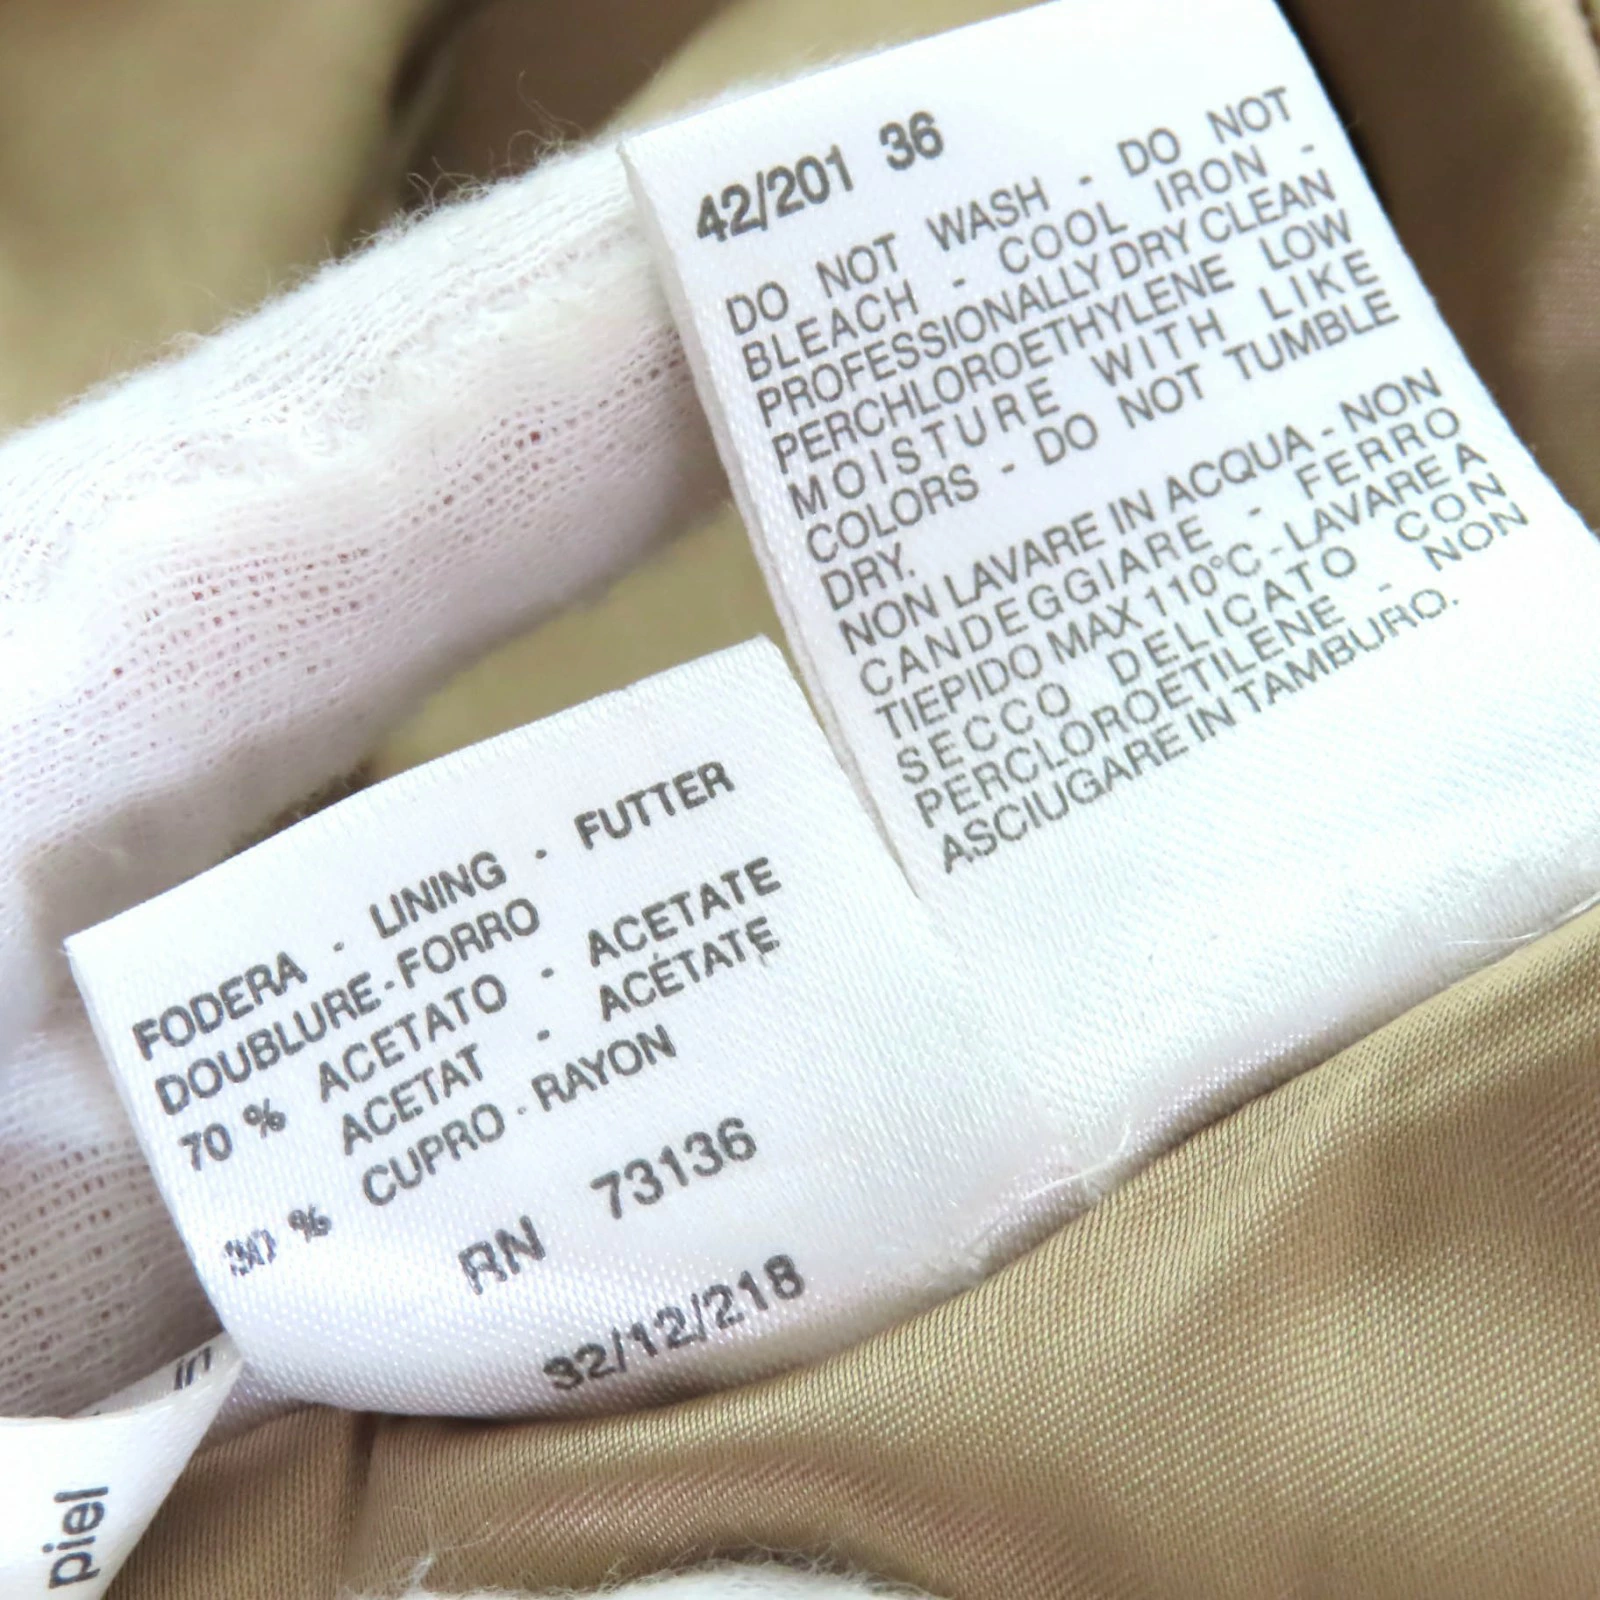 42/201 36
DO NOT WASH - DO NOT
BLEACH - COOL IRON -
PROFESSIONALLY DRY CLEAN
PERCHLOROETHYLENE LOW
MOISTURE WITH LIKE
COLORS - DO NOT TUMBLE
DRY.
NON LAVARE IN ACQUA - NON
CANDEGGIARE - FERRO
TIEPIDO MAX 110°C - LAVARE A
SECCO DELICATO CON
PERCLOROETILENE - NON
ASCIUGARE IN TAMBURO.
FODERA - LINING - FUTTER
DOUBLURE-FORRO
70 % ACETATO - ACETATE
ACETAT - ACÉTATE
30 % CUPRO - RAYON
RN 73136
32/12/218
in
piel